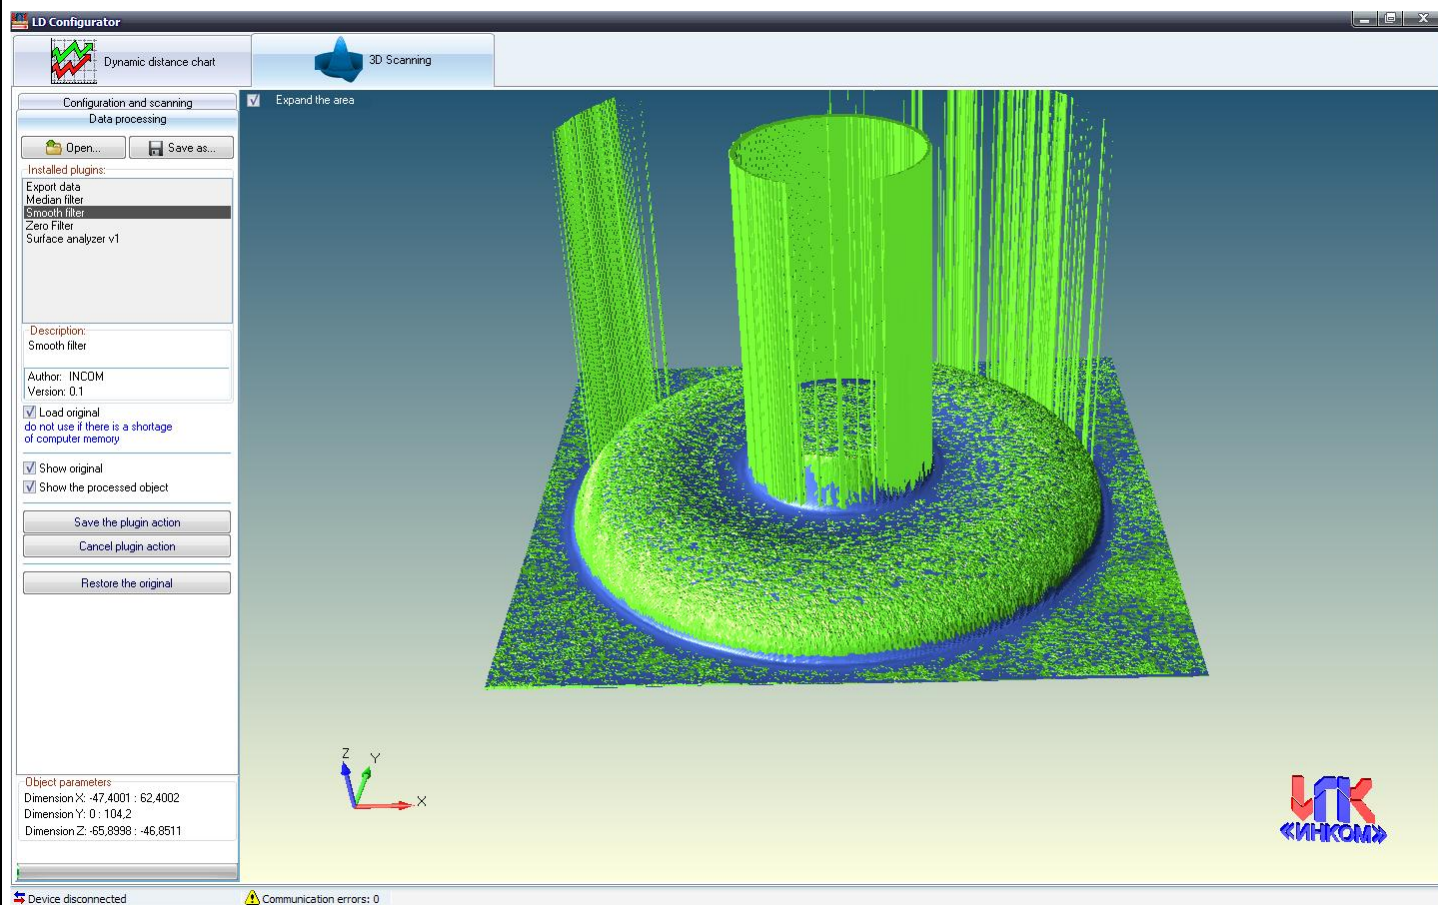 LD Configurator
Dynamic distance chart
3D Scanning
Configuration and scanning
Data processing
Expand the area
Open...
Save as...
Installed plugins:
Export data
Median filter
Smooth filter
Zero Filter
Surface analyzer v1
Description:
Smooth filter
Author: INCOM
Version: 0.1
Load original
do not use if there is a shortage
of computer memory
Show original
Show the processed object
Save the plugin action
Cancel plugin action
Restore the original
Z
Y
X
Object parameters
Dimension X: -47,4001 : 62,4002
Dimension Y: 0 : 104,2
Dimension Z: -65,8998 : -46,8511
ИПК
«ИНКОМ»
Device disconnected
Communication errors: 0